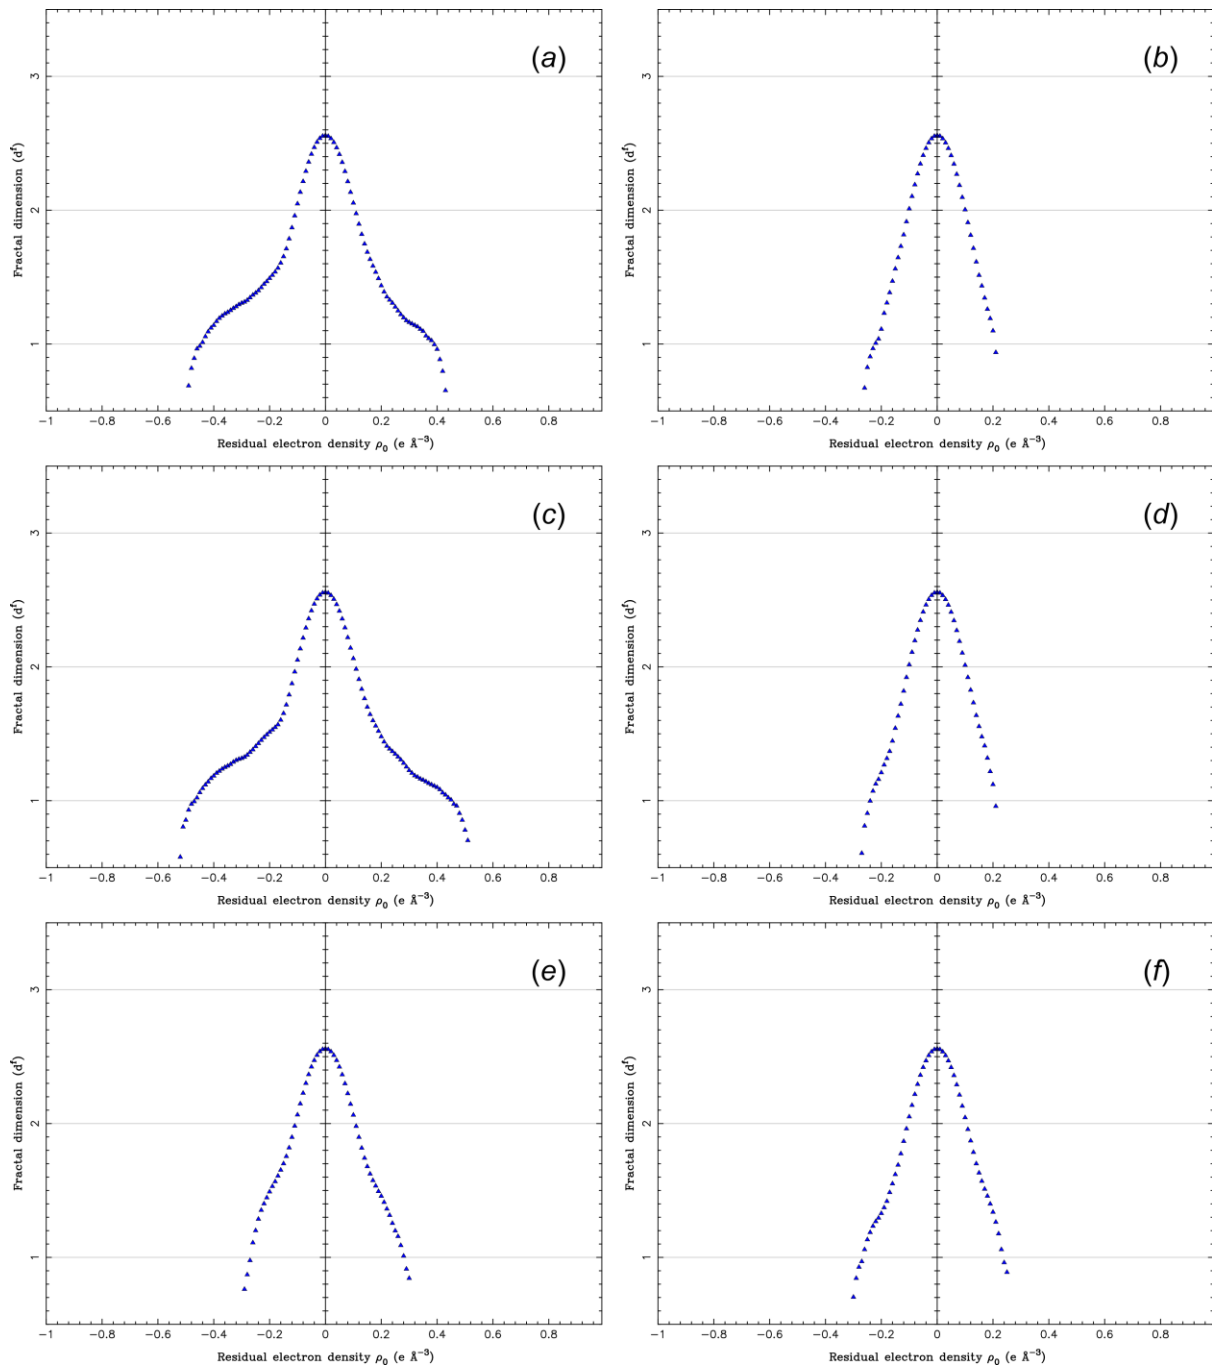 (a)
3
2
1
Fractal dimension (dᶠ)
−1 −0.8 −0.6 −0.4 −0.2 0 0.2 0.4 0.6 0.8
Residual electron density ρ₀ (e Å⁻³)
(b)
3
2
1
Fractal dimension (dᶠ)
−1 −0.8 −0.6 −0.4 −0.2 0 0.2 0.4 0.6 0.8
Residual electron density ρ₀ (e Å⁻³)
(c)
3
2
1
Fractal dimension (dᶠ)
−1 −0.8 −0.6 −0.4 −0.2 0 0.2 0.4 0.6 0.8
Residual electron density ρ₀ (e Å⁻³)
(d)
3
2
1
Fractal dimension (dᶠ)
−1 −0.8 −0.6 −0.4 −0.2 0 0.2 0.4 0.6 0.8
Residual electron density ρ₀ (e Å⁻³)
(e)
3
2
1
Fractal dimension (dᶠ)
−1 −0.8 −0.6 −0.4 −0.2 0 0.2 0.4 0.6 0.8
Residual electron density ρ₀ (e Å⁻³)
(f)
3
2
1
Fractal dimension (dᶠ)
−1 −0.8 −0.6 −0.4 −0.2 0 0.2 0.4 0.6 0.8
Residual electron density ρ₀ (e Å⁻³)